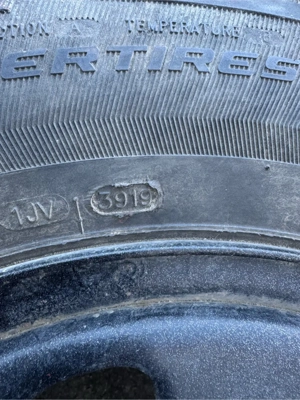 TION A TEMPERATURE
ERTIRES
1JV 3919